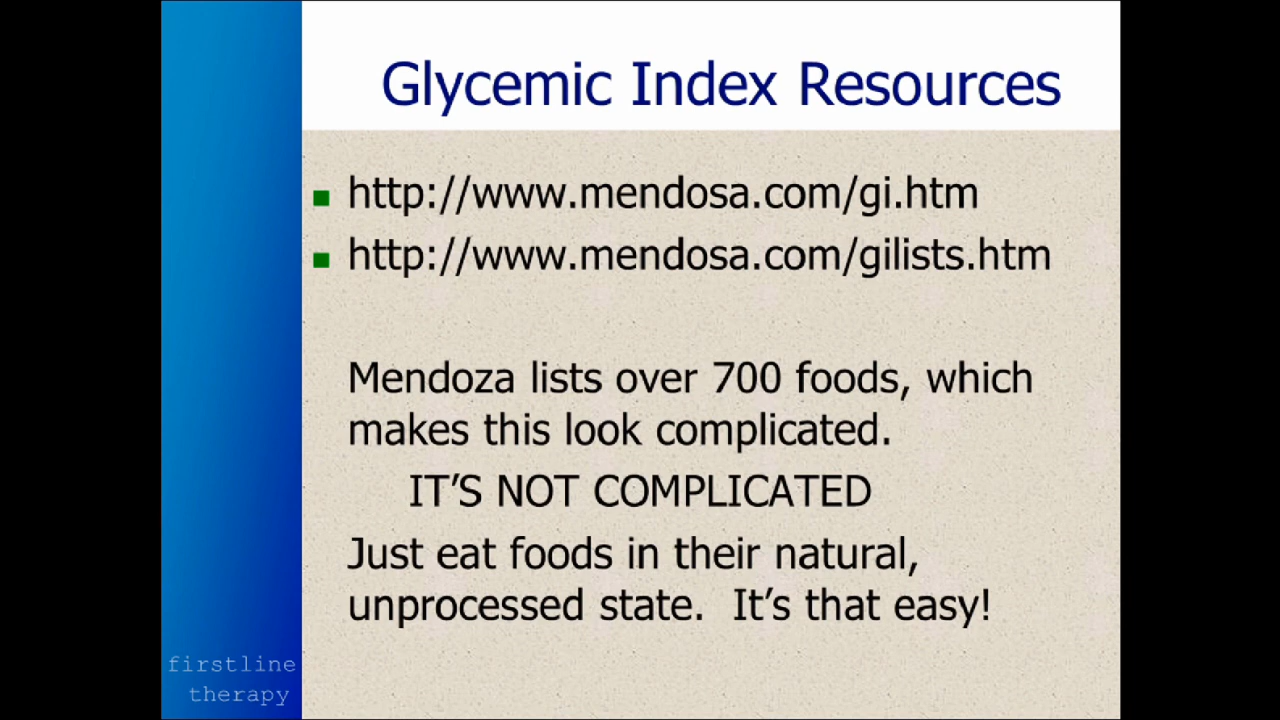 Glycemic Index Resources
http://www.mendosa.com/gi.htm
http://www.mendosa.com/gilists.htm
Mendoza lists over 700 foods, which
makes this look complicated.
IT’S NOT COMPLICATED
Just eat foods in their natural,
unprocessed state.  It’s that easy!
firstline
therapy